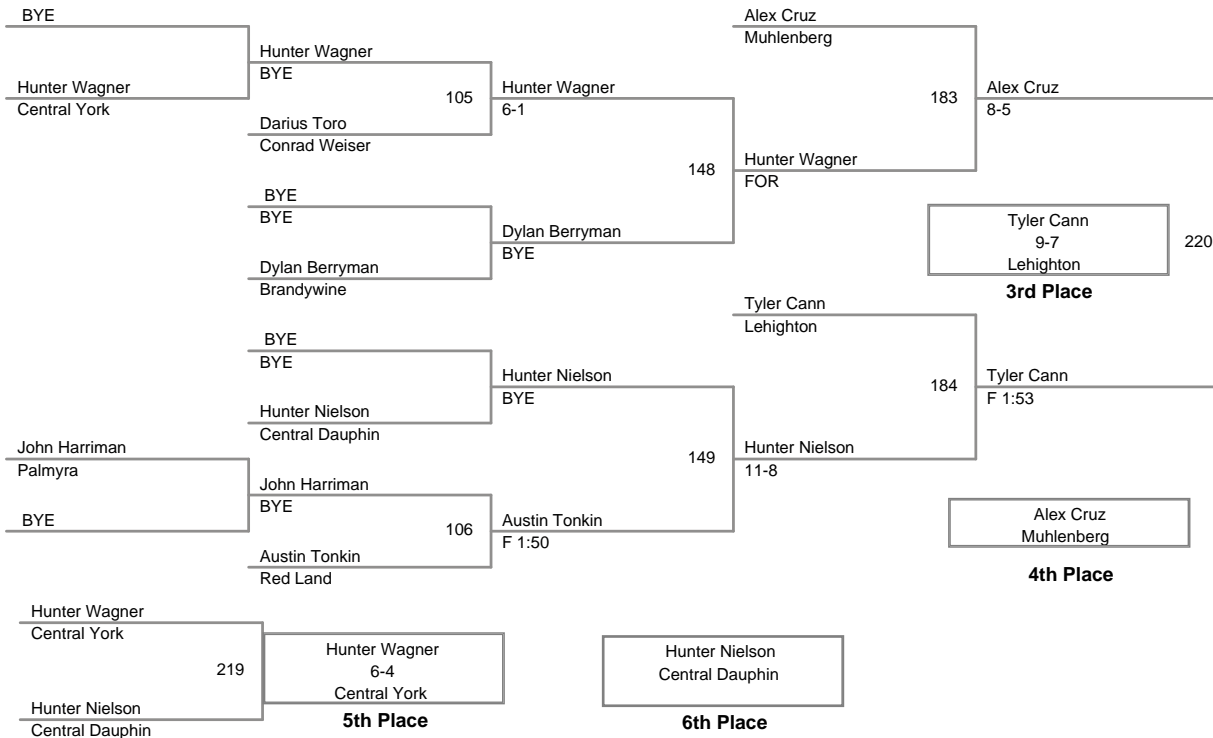 BYE
Hunter Wagner
Central York
Hunter Wagner
BYE
105
Darius Toro
Conrad Weiser
Hunter Wagner
6-1
BYE
BYE
Dylan Berryman
Brandywine
Dylan Berryman
BYE
148
Alex Cruz
Muhlenberg
Hunter Wagner
FOR
183
Alex Cruz
8-5
Tyler Cann
9-7
Lehighton
220
3rd Place
BYE
BYE
Hunter Nielson
Central Dauphin
Hunter Nielson
BYE
John Harriman
Palmyra
BYE
John Harriman
BYE
106
Austin Tonkin
Red Land
Austin Tonkin
F 1:50
149
Tyler Cann
Lehighton
Hunter Nielson
11-8
184
Tyler Cann
F 1:53
Alex Cruz
Muhlenberg
4th Place
Hunter Wagner
Central York
219
Hunter Nielson
Central Dauphin
Hunter Wagner
6-4
Central York
5th Place
Hunter Nielson
Central Dauphin
6th Place